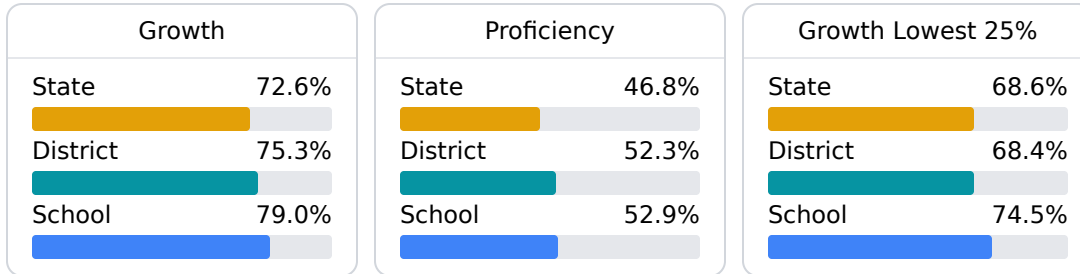 Growth
State 72.6%
District 75.3%
School 79.0%
Proficiency
State 46.8%
District 52.3%
School 52.9%
Growth Lowest 25%
State 68.6%
District 68.4%
School 74.5%